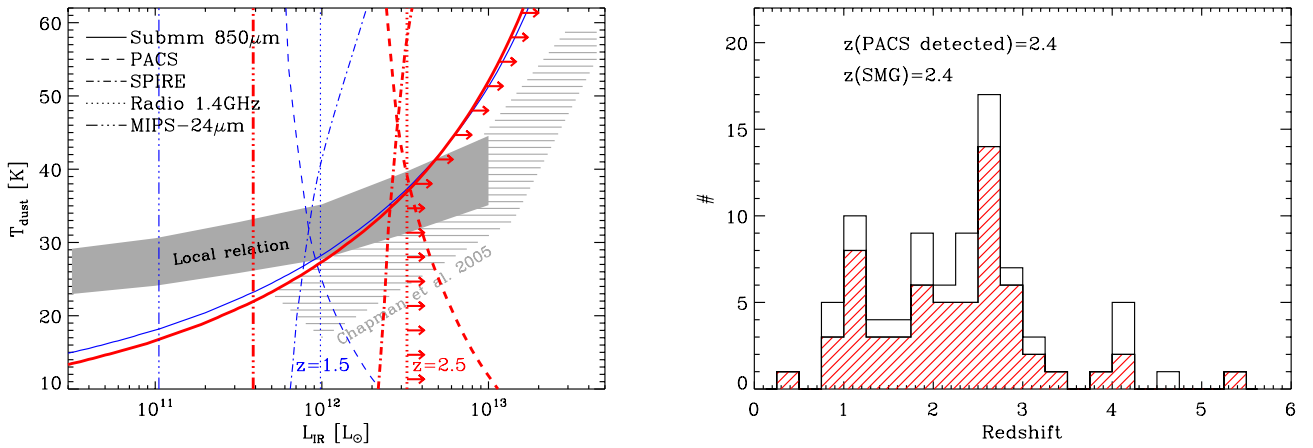 60
50
40
30
20
10
T_dust [K]
Submm 850μm
PACS
SPIRE
Radio 1.4GHz
MIPS-24μm
Local relation
Chapman et al. 2005
z=1.5
z=2.5
10^11
10^12
10^13
L_IR [L_⊙]
20
15
10
5
0
#
z(PACS detected)=2.4
z(SMG)=2.4
0
1
2
3
4
5
6
Redshift